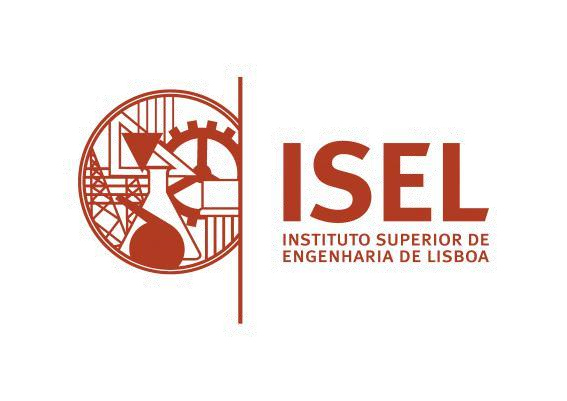 ISEL
INSTITUTO SUPERIOR DE
ENGENHARIA DE LISBOA